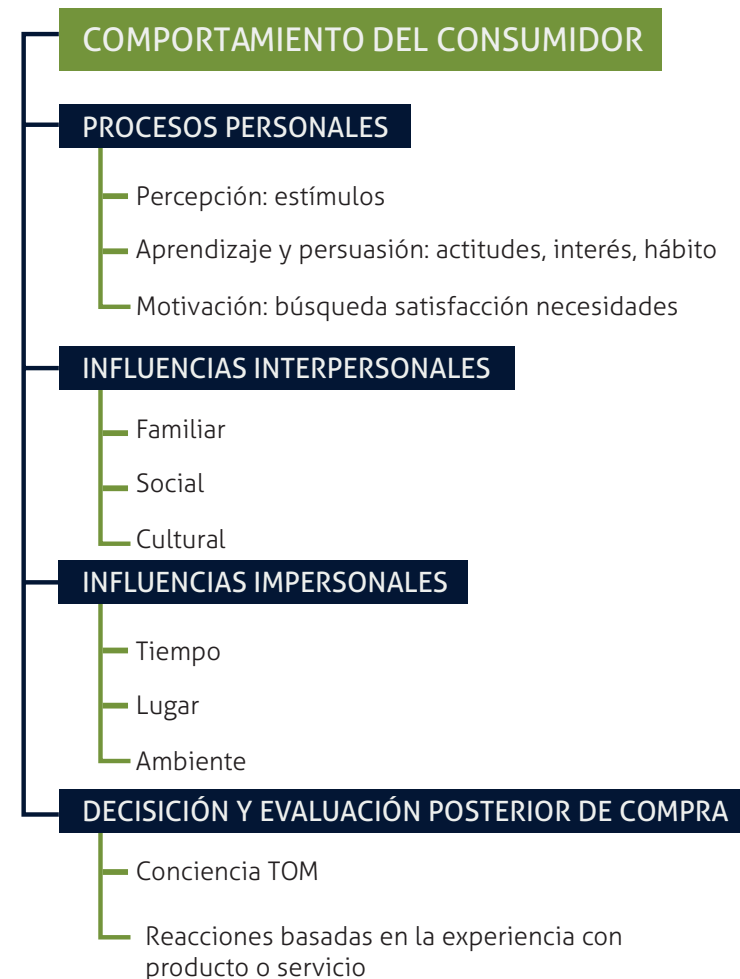 COMPORTAMIENTO DEL CONSUMIDOR
PROCESOS PERSONALES
Percepción: estímulos
Aprendizaje y persuasión: actitudes, interés, hábito
Motivación: búsqueda satisfacción necesidades
INFLUENCIAS INTERPERSONALES
Familiar
Social
Cultural
INFLUENCIAS IMPERSONALES
Tiempo
Lugar
Ambiente
DECISICIÓN Y EVALUACIÓN POSTERIOR DE COMPRA
Conciencia TOM
Reacciones basadas en la experiencia con
producto o servicio